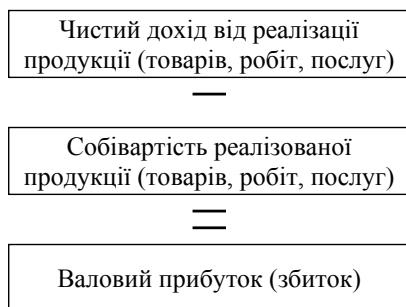 Чистий дохід від реалізації
продукції (товарів, робіт, послуг)
—
Собівартість реалізованої
продукції (товарів, робіт, послуг)
=
Валовий прибуток (збиток)